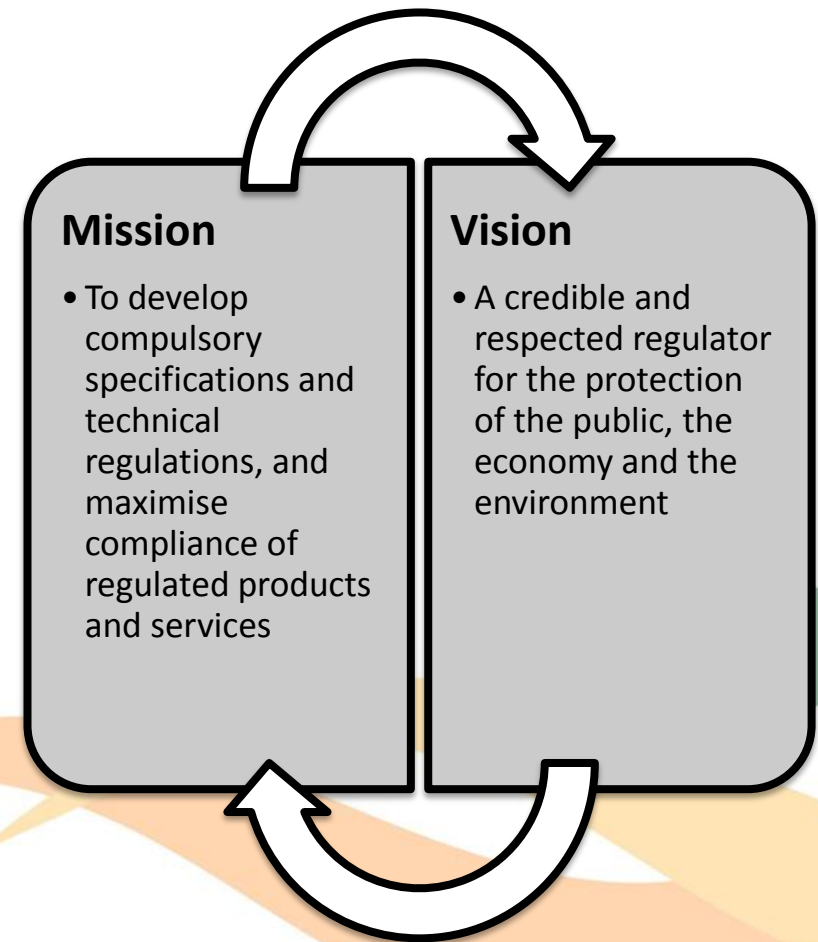 Mission
• To develop
compulsory
specifications and
technical
regulations, and
maximise
compliance of
regulated products
and services
Vision
• A credible and
respected regulator
for the protection
of the public, the
economy and the
environment